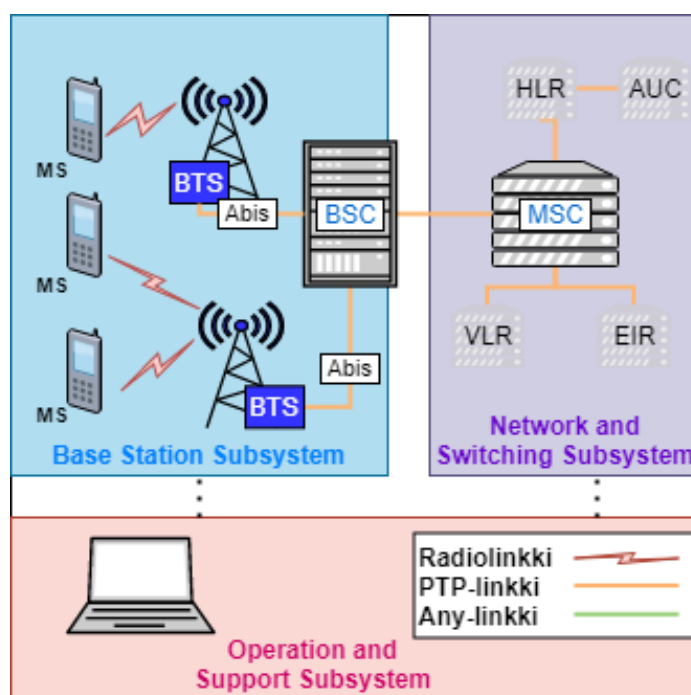 HLR
AUC
MS
BTS
Abis
BSC
MSC
MS
VLR
EIR
Abis
MS
BTS
Base Station Subsystem
Network and
Switching Subsystem
Radiolinkki
PTP-linkki
Any-linkki
Operation and
Support Subsystem